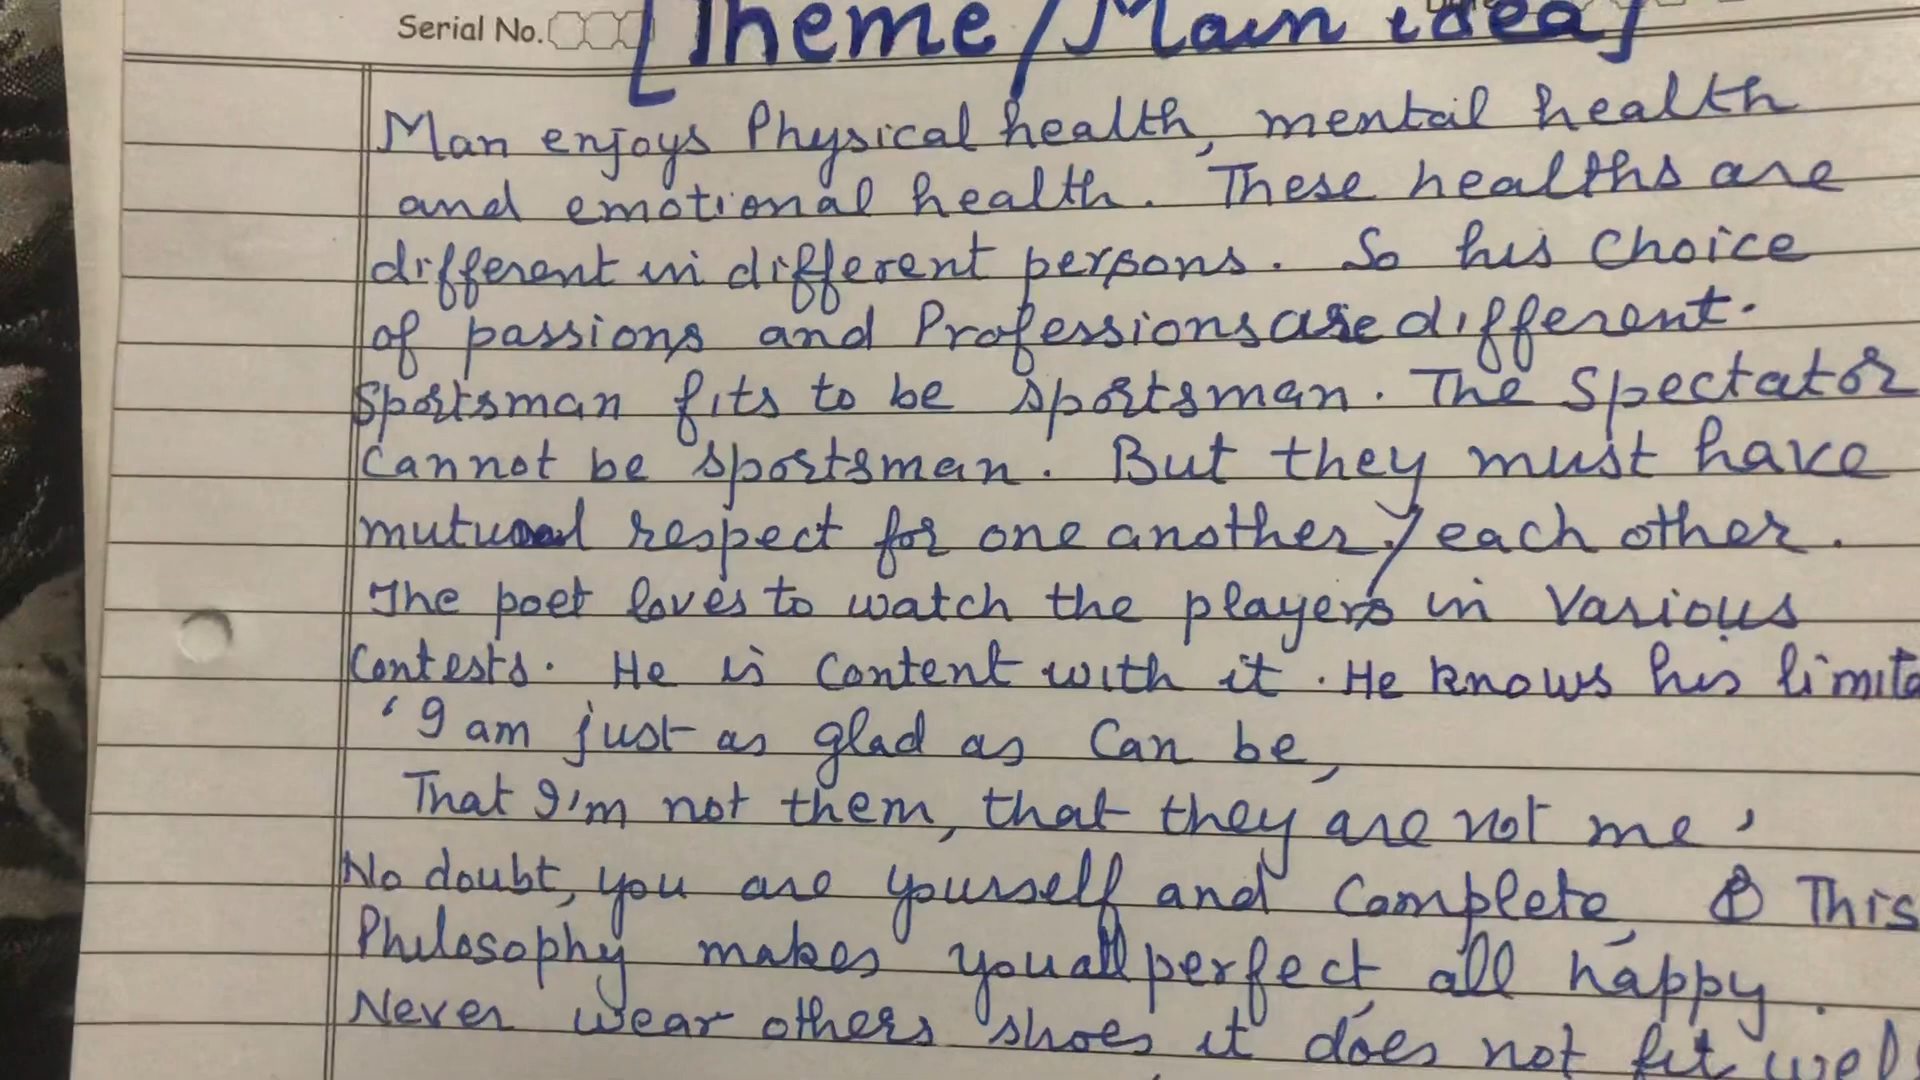 Serial No.
[Theme/Main idea]
Man enjoys Physical health, mental health
and emotional health. These healths are
different in different persons. So his choice
of passions and Professions are different.
Sportsman fits to be sportsman. The Spectator
cannot be sportsman. But they must have
mutual respect for one another / each other.
The poet loves to watch the players in various
contests. He is content with it. He knows his limits
'I am just as glad as can be,
That I'm not them, that they are not me'
No doubt, you are yourself and complete, This
Philosophy makes you all perfect, all happy.
Never wear others shoes, it does not fit well